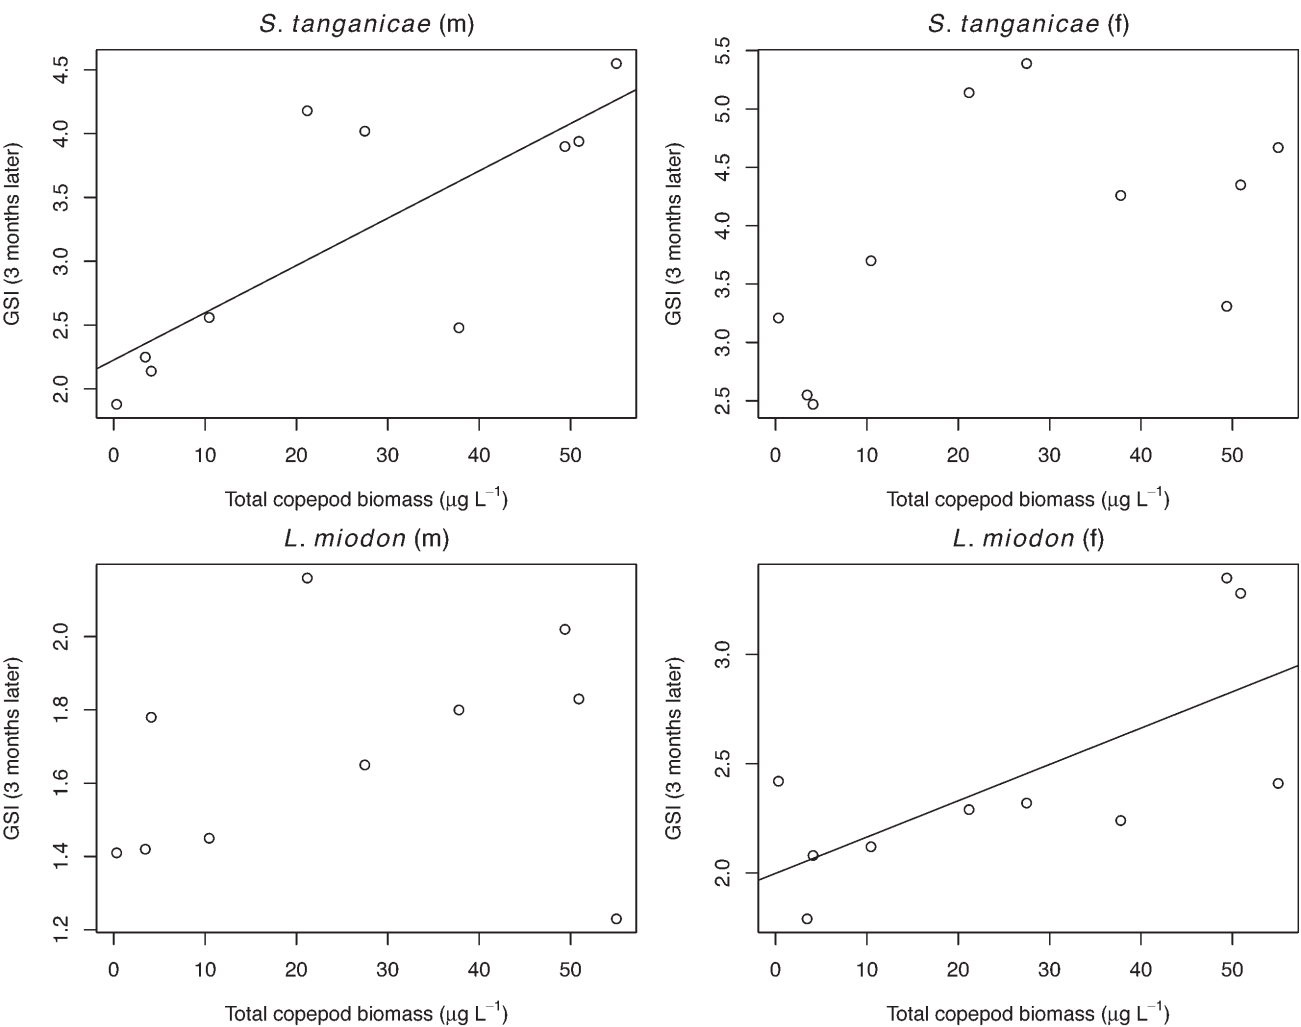 S. tanganicae (m)
GSI (3 months later)
4.5
4.0
3.5
3.0
2.5
2.0
0 10 20 30 40 50
Total copepod biomass (μg L⁻¹)
S. tanganicae (f)
GSI (3 months later)
5.5
5.0
4.5
4.0
3.5
3.0
2.5
0 10 20 30 40 50
Total copepod biomass (μg L⁻¹)
L. miodon (m)
GSI (3 months later)
2.0
1.8
1.6
1.4
1.2
0 10 20 30 40 50
Total copepod biomass (μg L⁻¹)
L. miodon (f)
GSI (3 months later)
3.0
2.5
2.0
0 10 20 30 40 50
Total copepod biomass (μg L⁻¹)